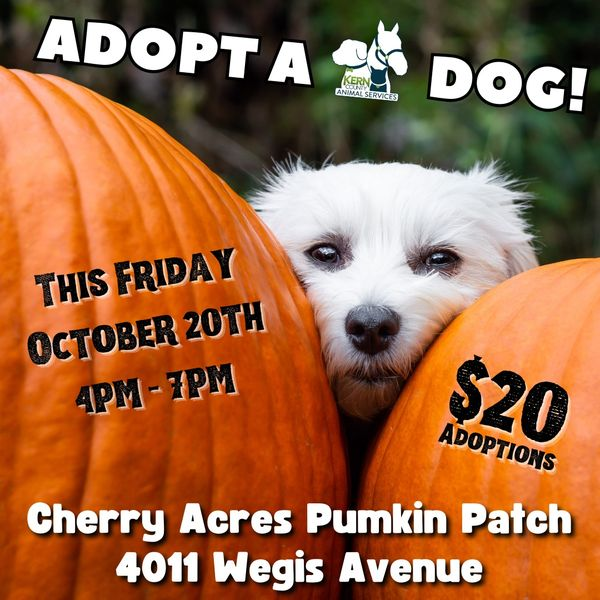 ADOPT A DOG!
KERN
COUNTY
ANIMAL SERVICES
THIS FRIDAY
OCTOBER 20TH
4PM - 7PM
$20
ADOPTIONS
Cherry Acres Pumkin Patch
4011 Wegis Avenue